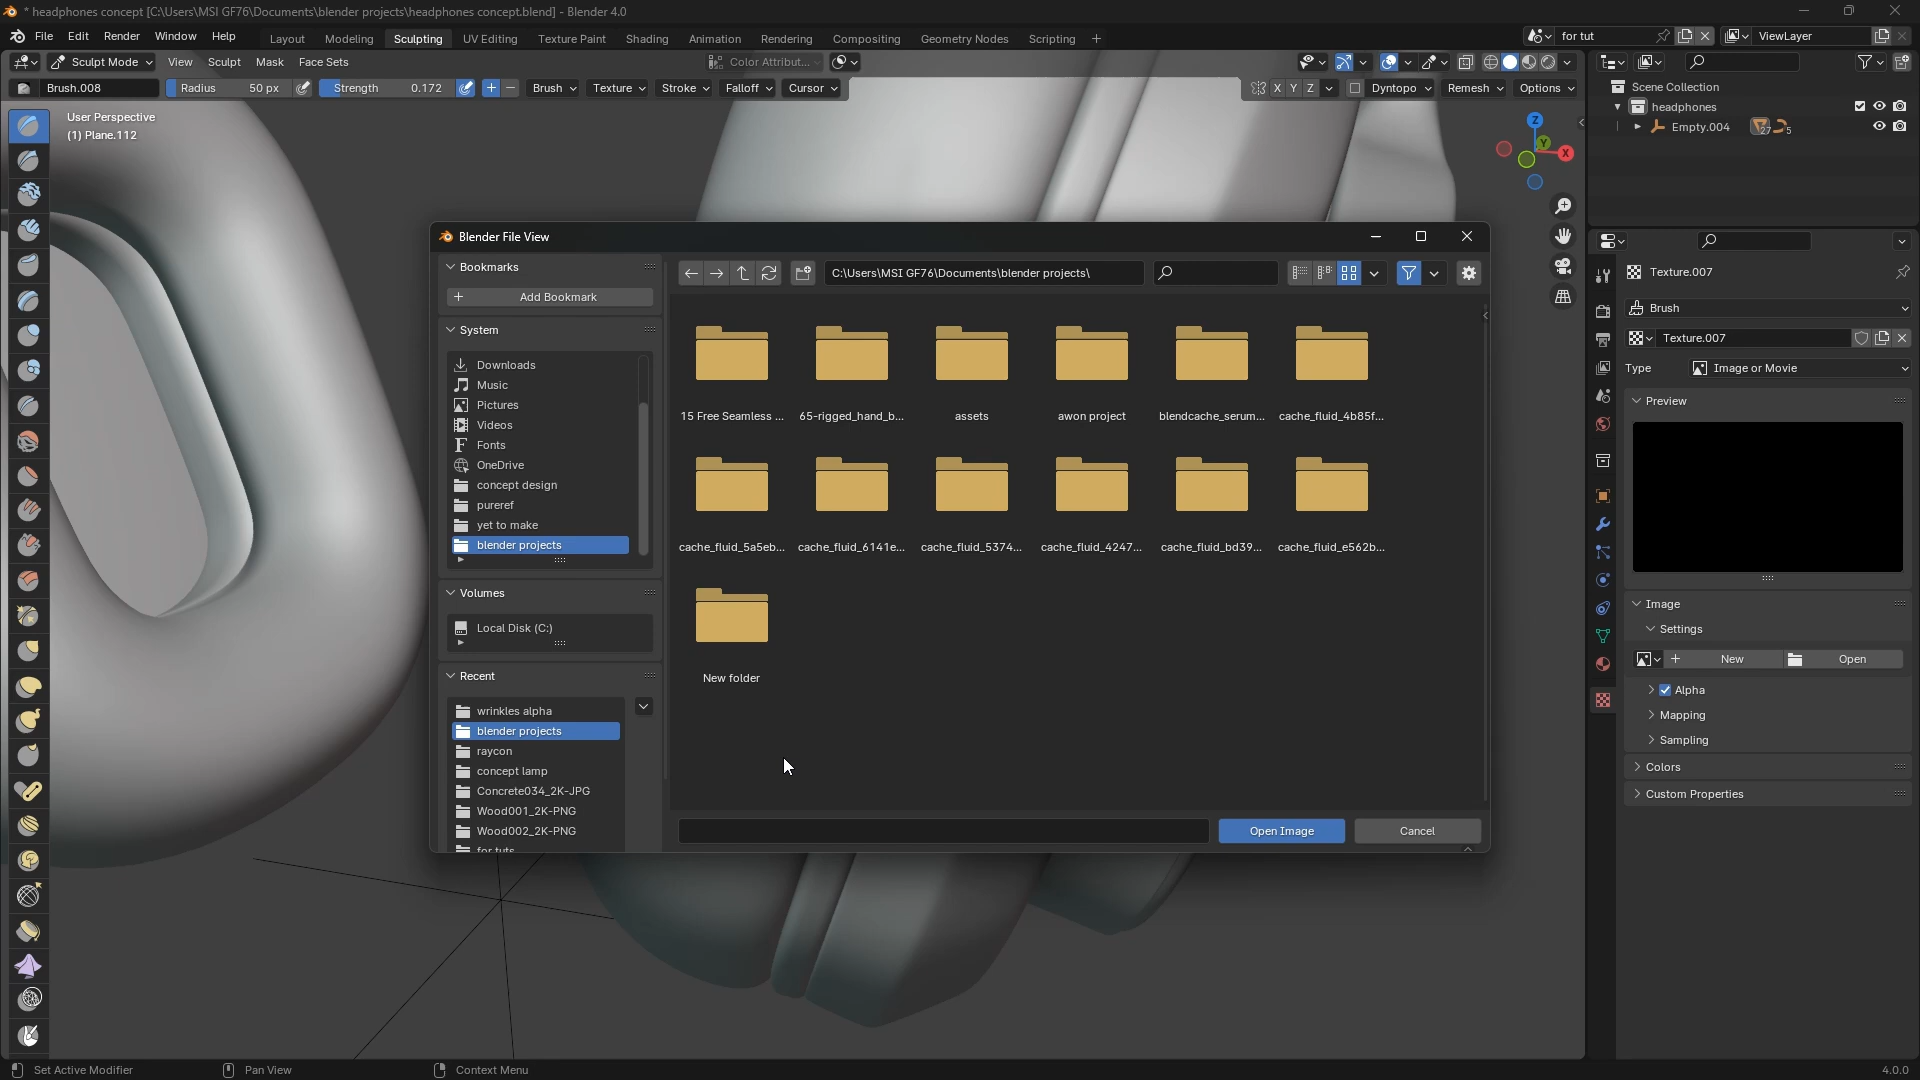 * headphones concept [C:\Users\MSI GF76\Documents\blender projects\headphones concept.blend] - Blender 4.0
File Edit Render Window Help
Layout Modeling Sculpting UV Editing Texture Paint Shading Animation Rendering Compositing Geometry Nodes Scripting +
for tut
ViewLayer
Sculpt Mode View Sculpt Mask Face Sets
Color Attribut...
Brush.008
Radius 50 px
Strength 0.172
Brush Texture Stroke Falloff Cursor
X Y Z
Dyntopo Remesh Options
User Perspective
(1) Plane.112
Z
Y
X
Scene Collection
headphones
Empty.004
27
5
Blender File View
Bookmarks
Add Bookmark
System
Downloads
Music
Pictures
Videos
Fonts
OneDrive
concept design
pureref
yet to make
blender projects
Volumes
Local Disk (C:)
Recent
wrinkles alpha
blender projects
raycon
concept lamp
Concrete034_2K-JPG
Wood001_2K-PNG
Wood002_2K-PNG
for tuts
C:\Users\MSI GF76\Documents\blender projects\
15 Free Seamless ...
65-rigged_hand_b...
assets
awon project
blendcache_serum...
cache_fluid_4b85f...
cache_fluid_5a5eb...
cache_fluid_6141e...
cache_fluid_5374...
cache_fluid_4247...
cache_fluid_bd39...
cache_fluid_e562b...
New folder
Open Image
Cancel
Texture.007
Brush
Texture.007
Type Image or Movie
Preview
Image
Settings
New Open
Alpha
Mapping
Sampling
Colors
Custom Properties
Set Active Modifier
Pan View
Context Menu
4.0.0